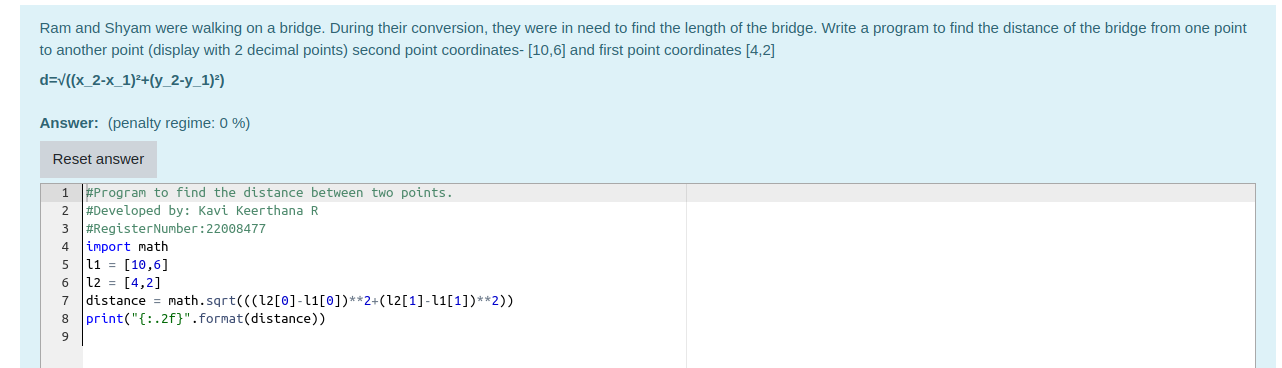 Ram and Shyam were walking on a bridge. During their conversion, they were in need to find the length of the bridge. Write a program to find the distance of the bridge from one point
to another point (display with 2 decimal points) second point coordinates- [10,6] and first point coordinates [4,2]
d=√((x_2-x_1)²+(y_2-y_1)²)
Answer: (penalty regime: 0 %)
Reset answer
1 #Program to find the distance between two points.
2 #Developed by: Kavi Keerthana R
3 #RegisterNumber:22008477
4 import math
5 l1 = [10,6]
6 l2 = [4,2]
7 distance = math.sqrt(((l2[0]-l1[0])**2+(l2[1]-l1[1])**2))
8 print("{:.2f}".format(distance))
9